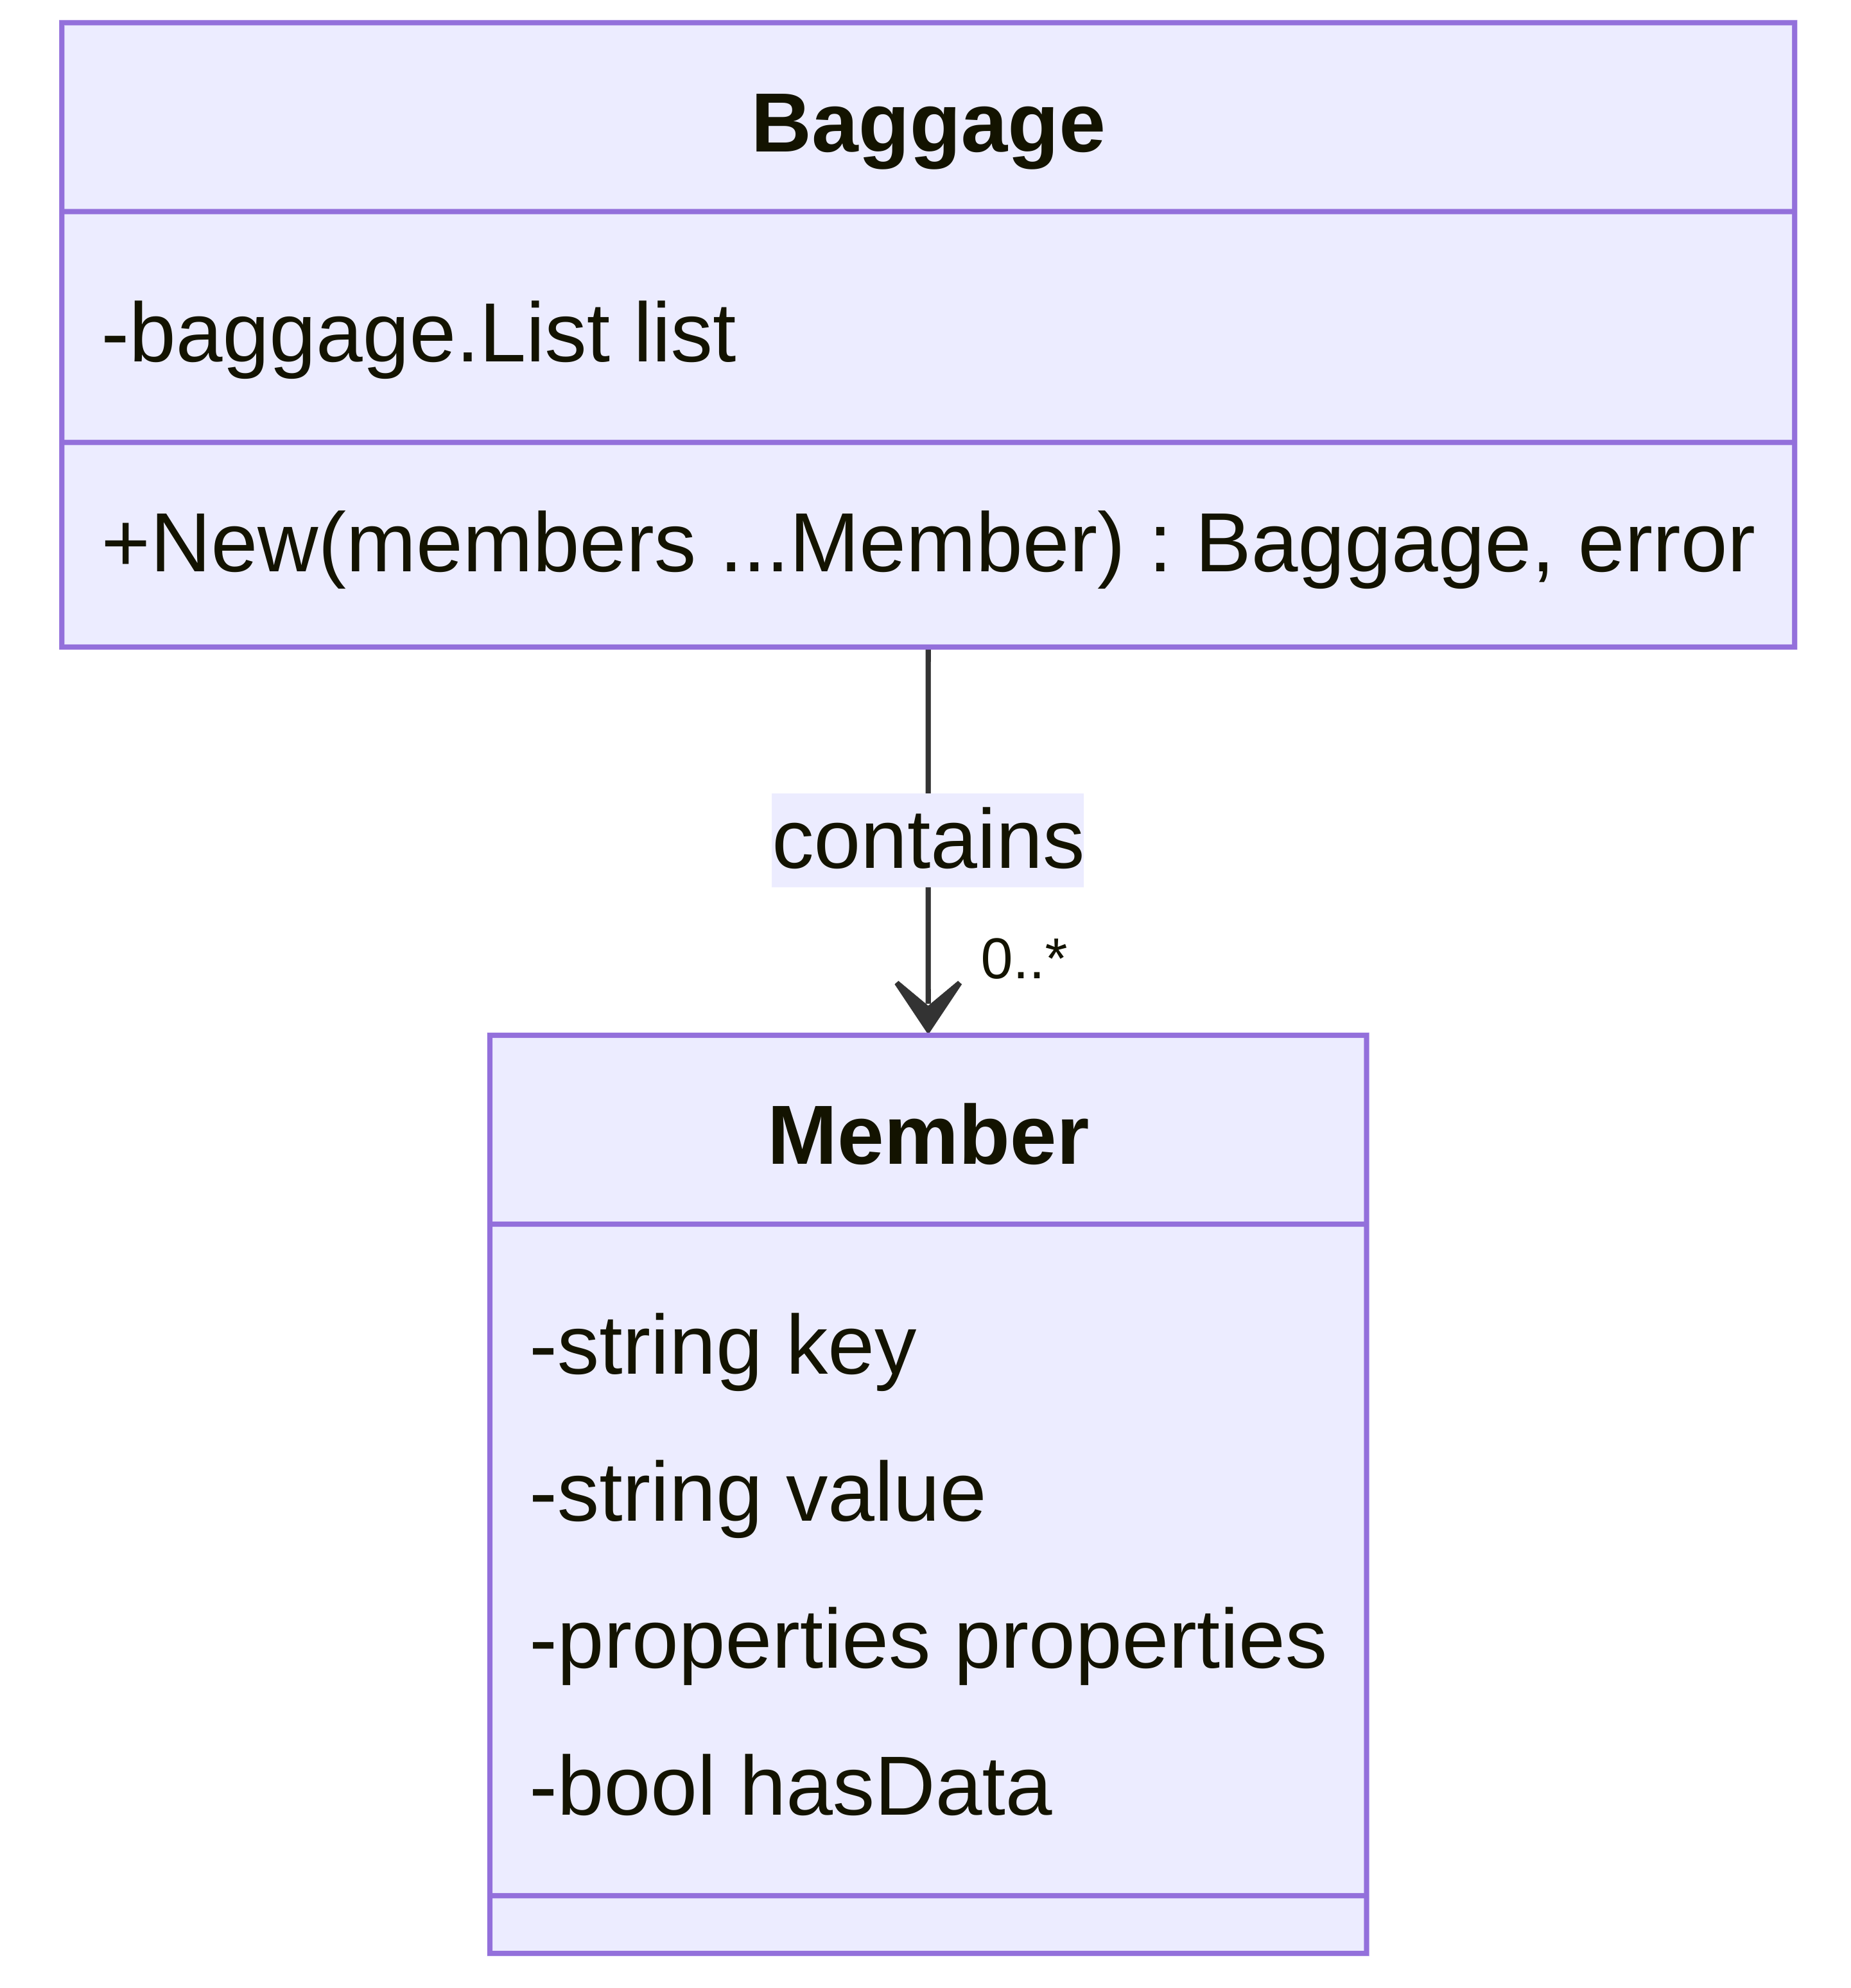 Baggage
-baggage.List list
+New(members ...Member) : Baggage, error
contains
0..*
Member
-string key
-string value
-properties properties
-bool hasData